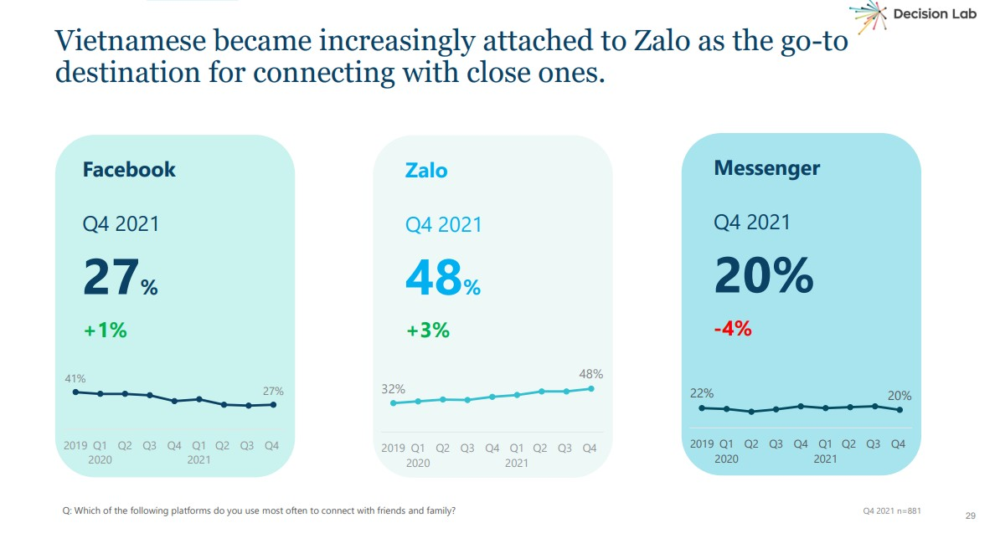 Decision Lab
Vietnamese became increasingly attached to Zalo as the go-to
destination for connecting with close ones.
Facebook
Q4 2021
27%
+1%
41%
27%
2019 Q1 Q2 Q3 Q4 Q1 Q2 Q3 Q4
2020 2021
Zalo
Q4 2021
48%
+3%
32%
48%
2019 Q1 Q2 Q3 Q4 Q1 Q2 Q3 Q4
2020 2021
Messenger
Q4 2021
20%
-4%
22%
20%
2019 Q1 Q2 Q3 Q4 Q1 Q2 Q3 Q4
2020 2021
Q: Which of the following platforms do you use most often to connect with friends and family?
Q4 2021 n=881
29